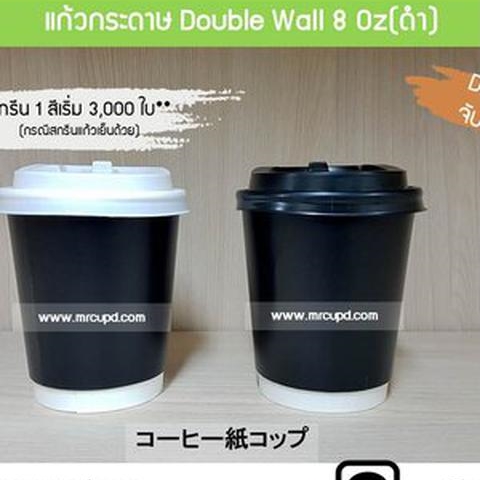 แก้วกระดาษ Double Wall 8 Oz(ดำ)
กรีน 1 สีเริ่ม 3,000 ใบ**
(กรณีสกรีนแก้วเย็นด้วย)
www.mrcupd.com
www.mrcupd.com
コーヒー紙コップ